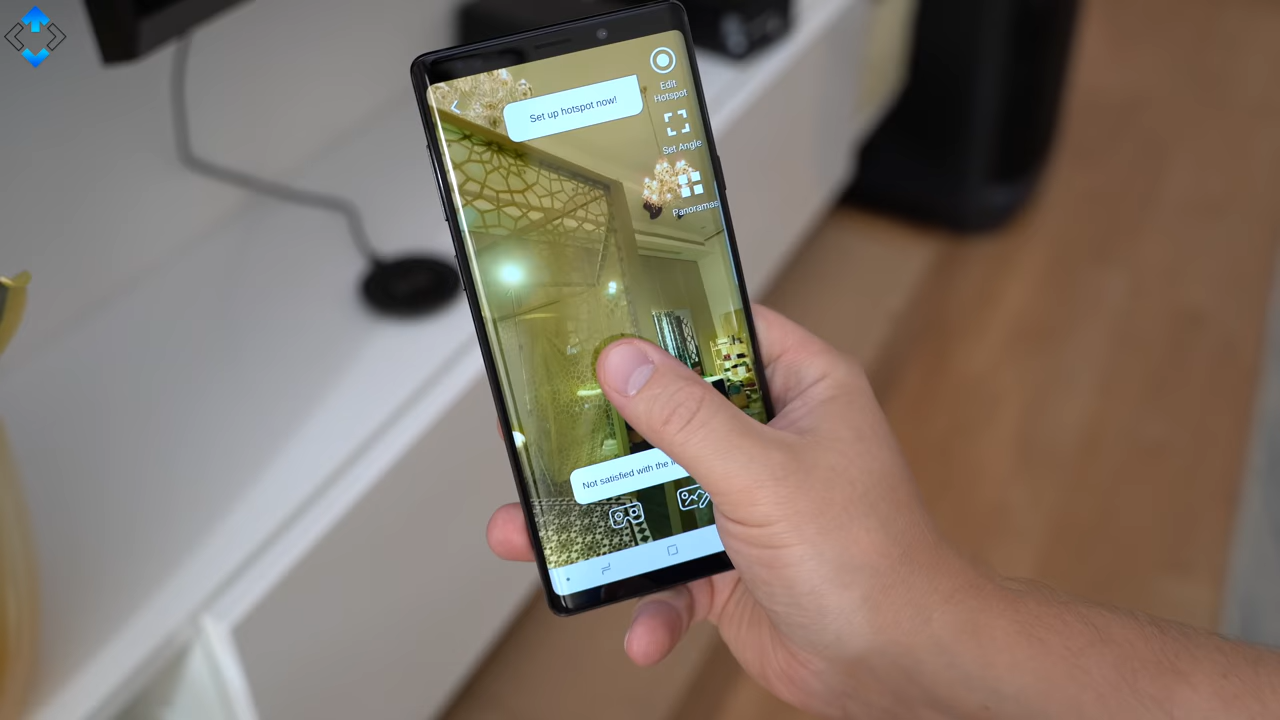 Set up hotspot now!
Edit
Hotspot
Set Angle
Panoramas
Not satisfied with the